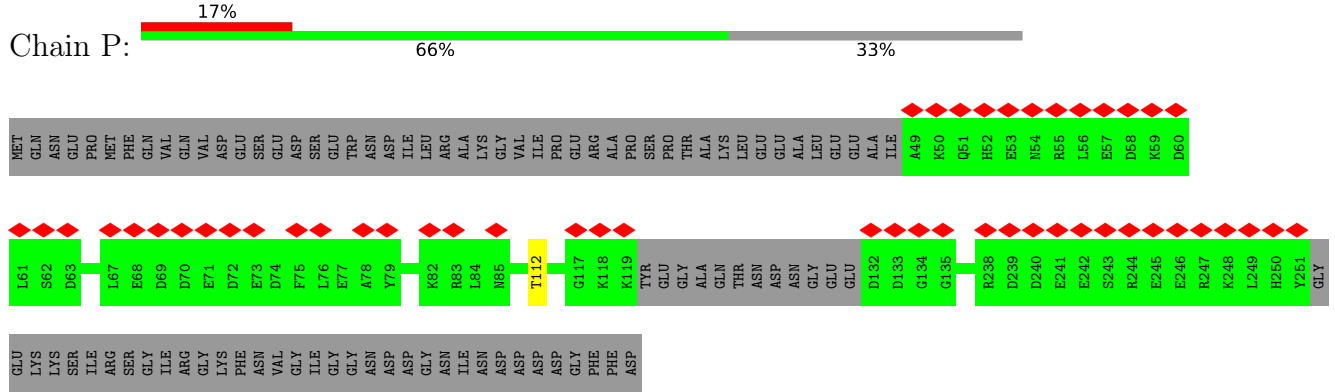 17%
Chain P:
66% 33%
MET GLN ASN GLU PRO MET PHE GLN VAL GLN VAL ASP GLU SER GLU ASP SER GLU TRP ASN ASP ILE LEU ARG ALA LYS GLY VAL ILE PRO GLU ARG ALA PRO SER PRO THR ALA LYS LEU GLU GLU ALA LEU GLU GLU ALA ILE A49 K50 Q51 H52 E53 N54 R55 L56 E57 D58 K59 D60
L61 S62 D63 L67 E68 D69 D70 E71 D72 E73 D74 F75 L76 E77 A78 Y79 K82 R83 L84 N85 T112 G117 K118 K119 TYR GLU GLY ALA GLN THR ASN ASP ASN GLY GLU GLU D132 D133 G134 G135 R238 D239 D240 E241 E242 S243 R244 E245 E246 R247 K248 L249 H250 Y251 GLY
GLU LYS LYS SER ILE ARG SER GLY ILE ARG GLY LYS PHE ASN VAL GLY ILE GLY GLY ASN ASP ASP GLY ASN ILE ASN ASP ASP ASP ASP GLY PHE PHE ASP